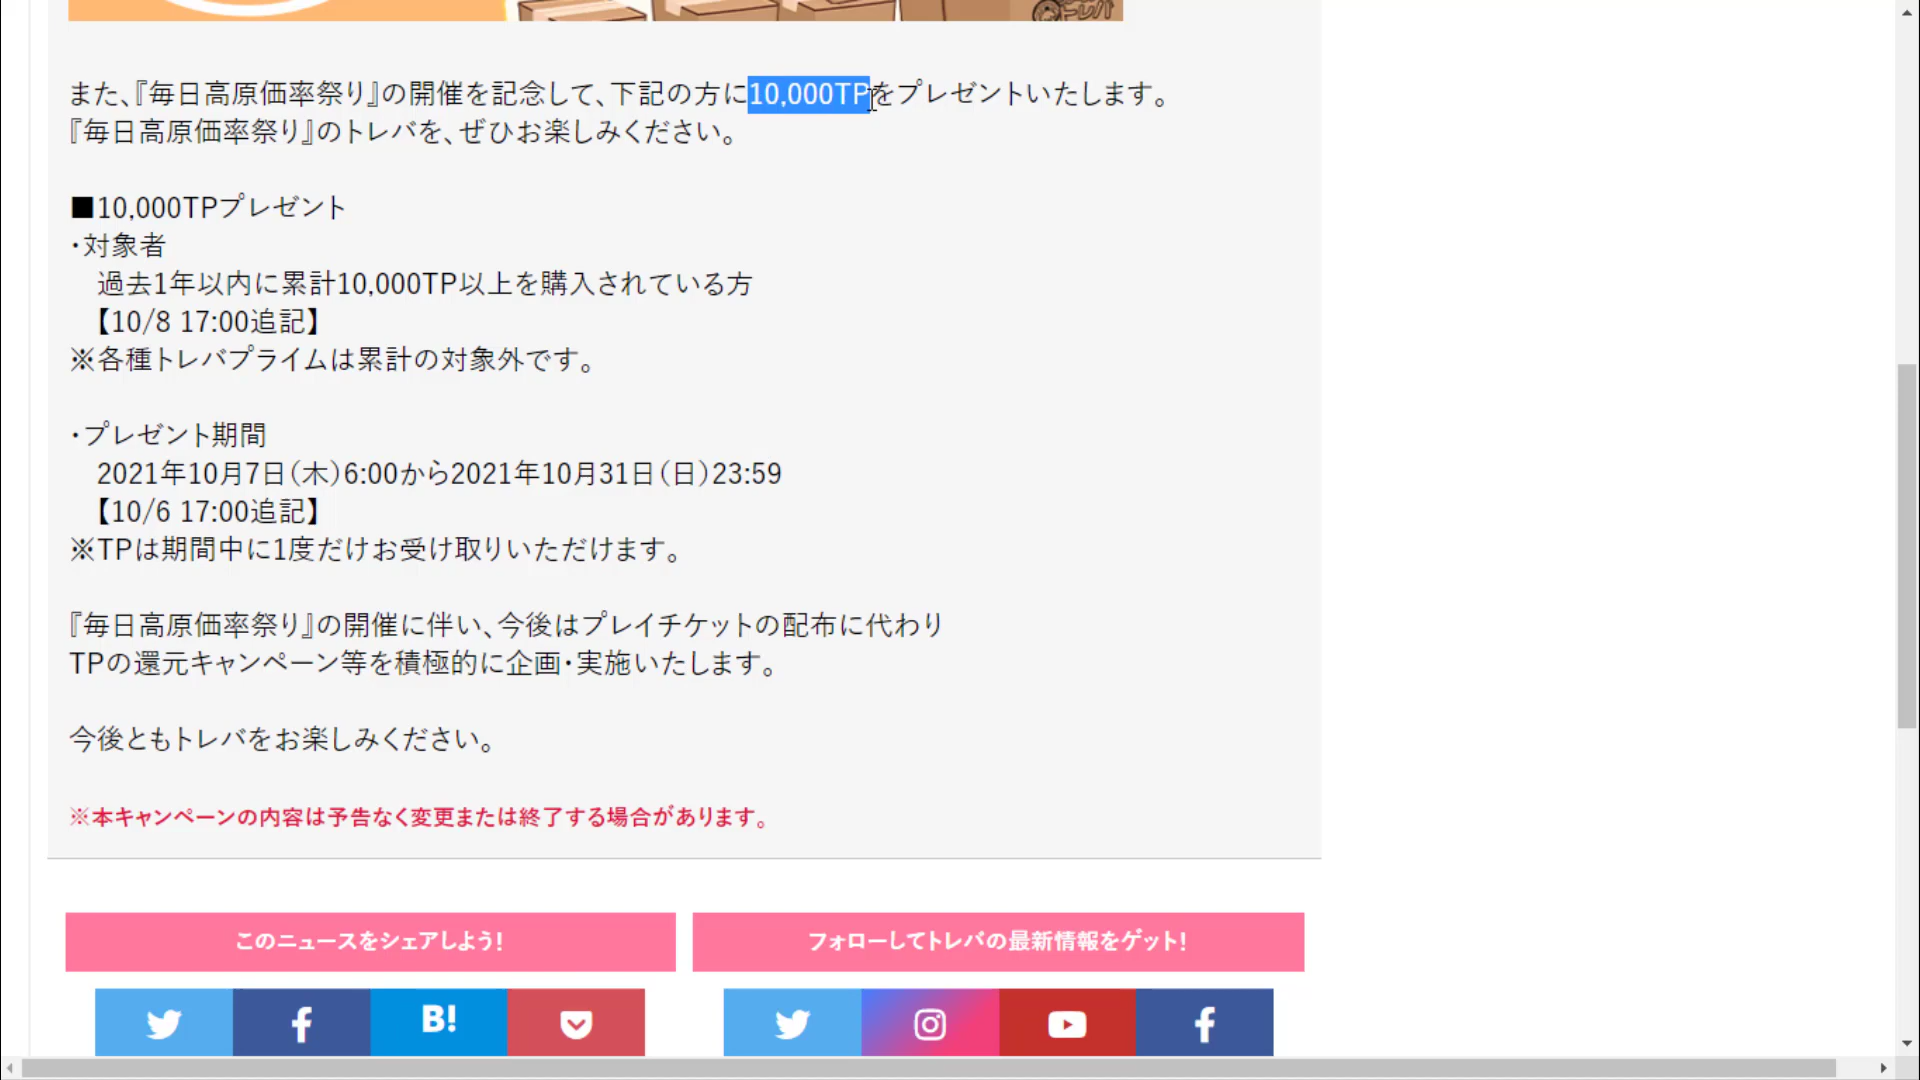 トレバ
また、『毎日高原価率祭り』の開催を記念して、下記の方に10,000TPをプレゼントいたします。
『毎日高原価率祭り』のトレバを、ぜひお楽しみください。
■10,000TPプレゼント
・対象者
過去1年以内に累計10,000TP以上を購入されている方
【10/8 17:00追記】
※各種トレバプライムは累計の対象外です。
・プレゼント期間
2021年10月7日（木）6:00から2021年10月31日（日）23:59
【10/6 17:00追記】
※TPは期間中に1度だけお受け取りいただけます。
『毎日高原価率祭り』の開催に伴い、今後はプレイチケットの配布に代わり
TPの還元キャンペーン等を積極的に企画・実施いたします。
今後ともトレバをお楽しみください。
※本キャンペーンの内容は予告なく変更または終了する場合があります。
このニュースをシェアしよう！ フォローしてトレバの最新情報をゲット！
B!